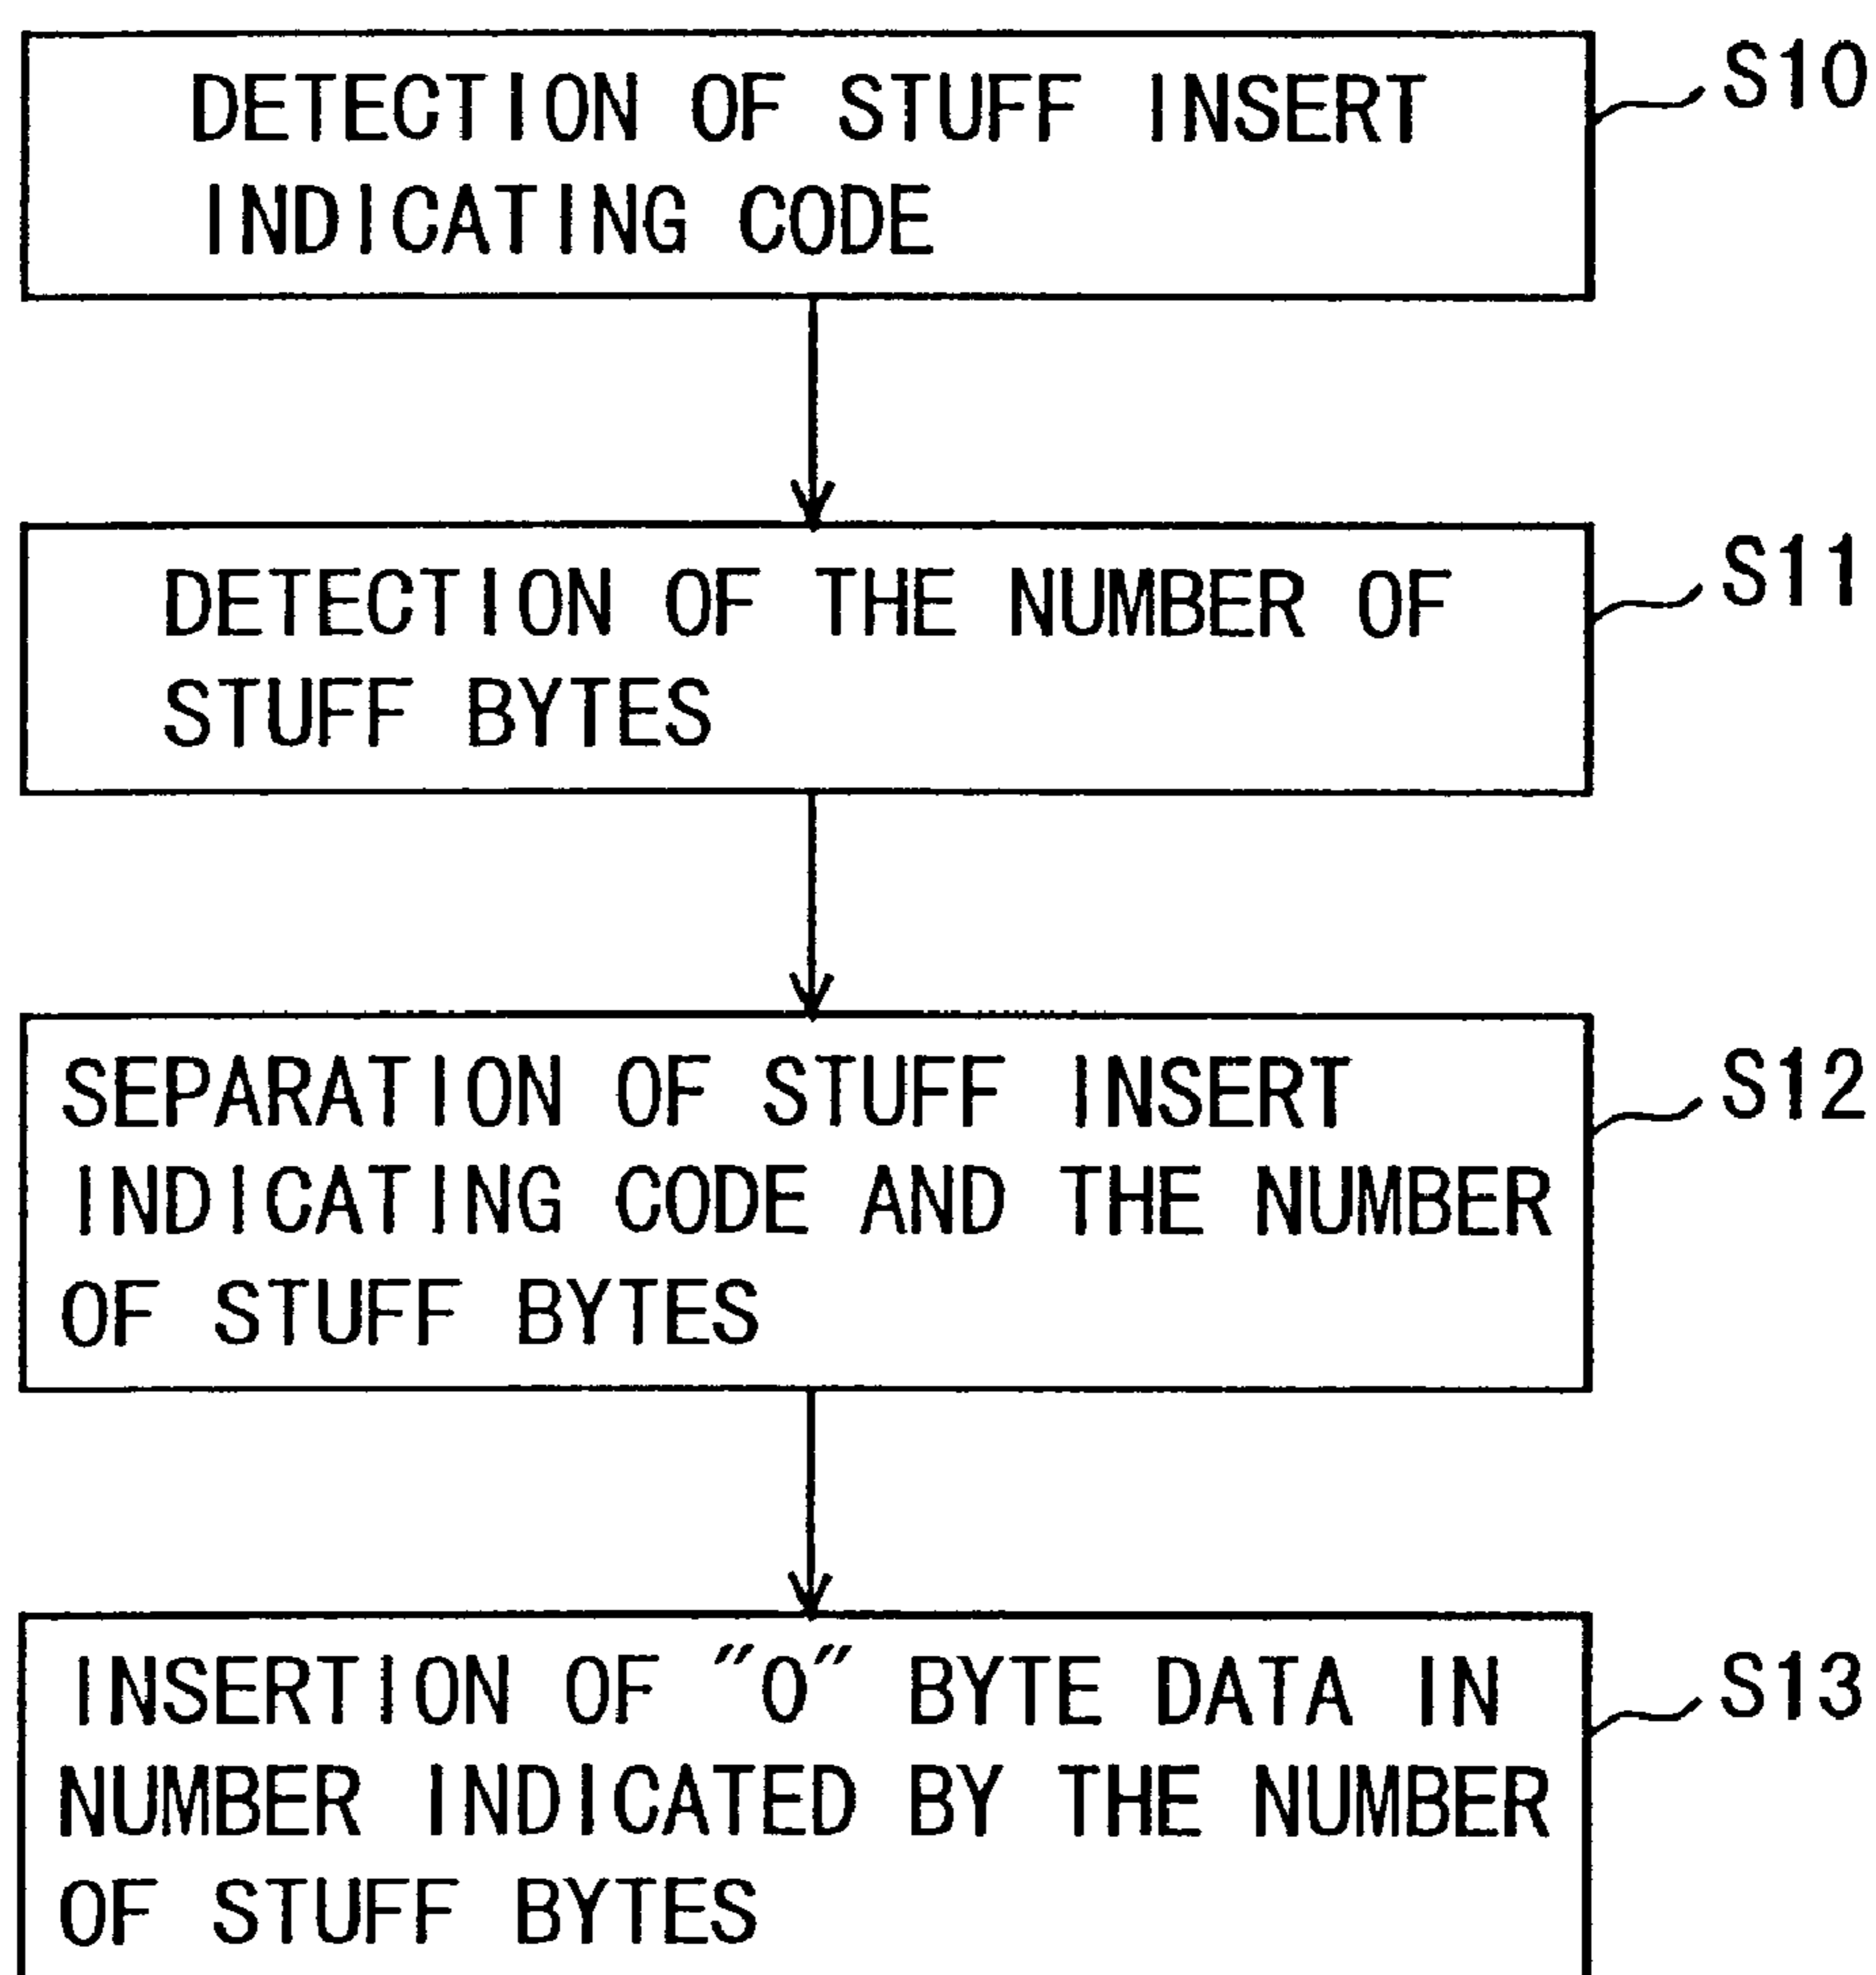 DETECTION OF STUFF INSERT S10
INDICATING CODE
DETECTION OF THE NUMBER OF S11
STUFF BYTES
SEPARATION OF STUFF INSERT S12
INDICATING CODE AND THE NUMBER
OF STUFF BYTES
INSERTION OF "0" BYTE DATA IN S13
NUMBER INDICATED BY THE NUMBER
OF STUFF BYTES